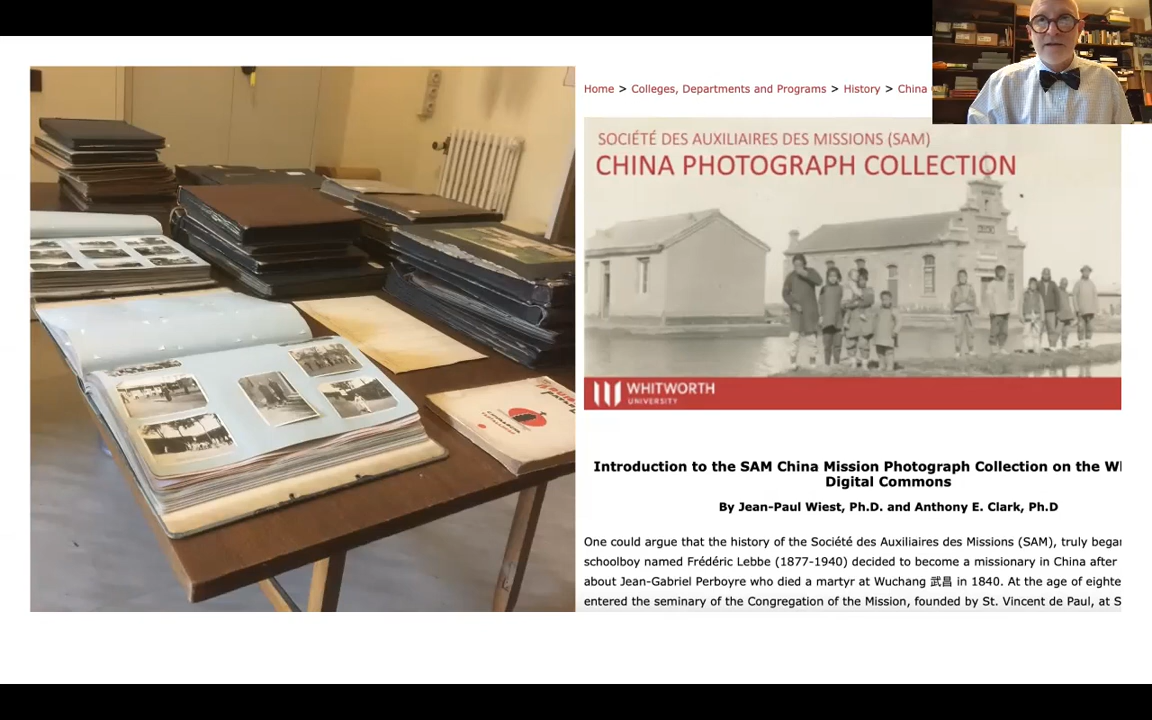 Home > Colleges, Departments and Programs > History > China
SOCIÉTÉ DES AUXILIAIRES DES MISSIONS (SAM)
CHINA PHOTOGRAPH COLLECTION
WHITWORTH
UNIVERSITY
Introduction to the SAM China Mission Photograph Collection on the
Digital Commons
By Jean-Paul Wiest, Ph.D. and Anthony E. Clark, Ph.D
One could argue that the history of the Société des Auxiliaires des Missions (SAM), truly began
schoolboy named Frédéric Lebbe (1877-1940) decided to become a missionary in China after
about Jean-Gabriel Perboyre who died a martyr at Wuchang 武昌 in 1840. At the age of
entered the seminary of the Congregation of the Mission, founded by St. Vincent de Paul, at